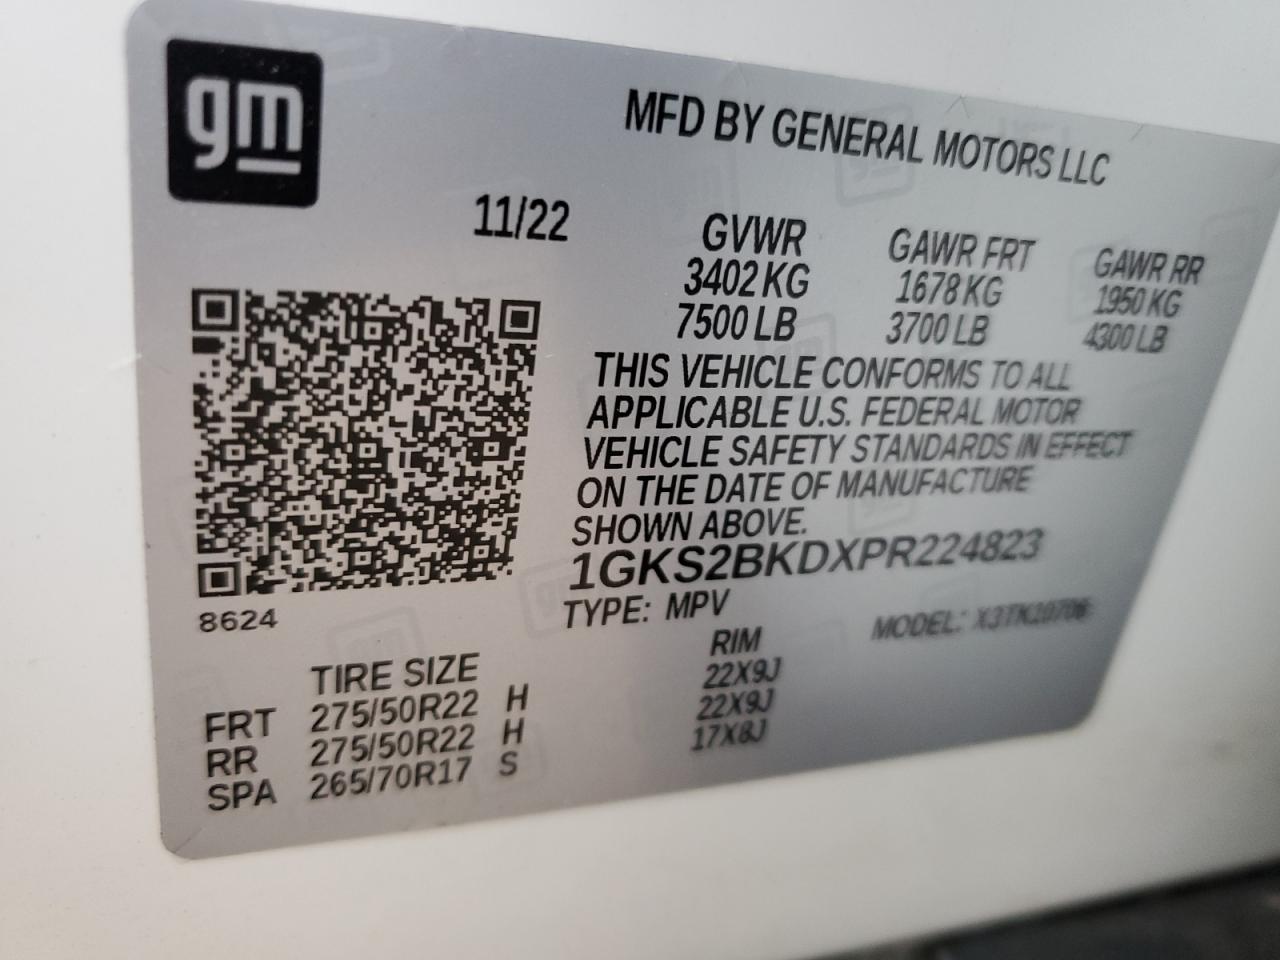 gm
MFD BY GENERAL MOTORS LLC
11/22 GVWR GAWR FRT GAWR RR
3402 KG 1678 KG 1950 KG
7500 LB 3700 LB 4300 LB
THIS VEHICLE CONFORMS TO ALL
APPLICABLE U.S. FEDERAL MOTOR
VEHICLE SAFETY STANDARDS IN EFFECT
ON THE DATE OF MANUFACTURE
SHOWN ABOVE.
1GKS2BKDXPR224823
8624
TYPE: MPV MODEL:
TIRE SIZE RIM
FRT 275/50R22 H 22X9J
RR 275/50R22 H 22X9J
SPA 265/70R17 S 17X8J